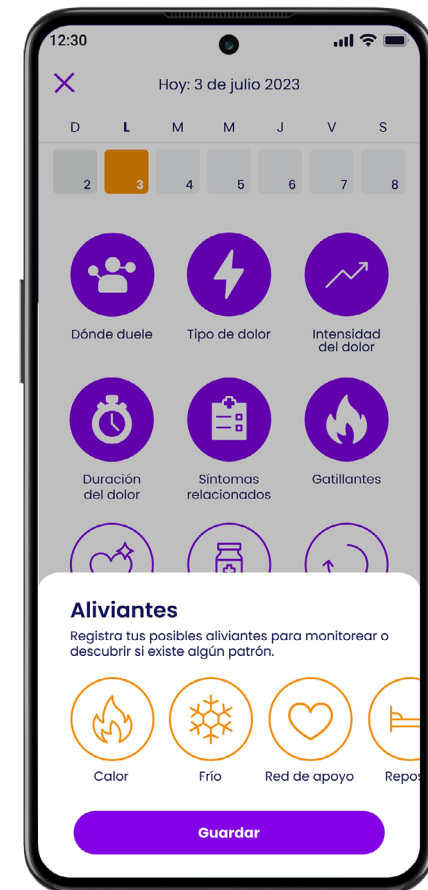 12:30
Hoy: 3 de julio 2023
D L M M J V S
2 3 4 5 6 7 8
Dónde duele Tipo de dolor Intensidad
del dolor
Duración Síntomas Gatillantes
del dolor relacionados
Aliviantes
Registra tus posibles aliviantes para monitorear o
descubrir si existe algún patrón.
Calor Frío Red de apoyo Repos
Guardar